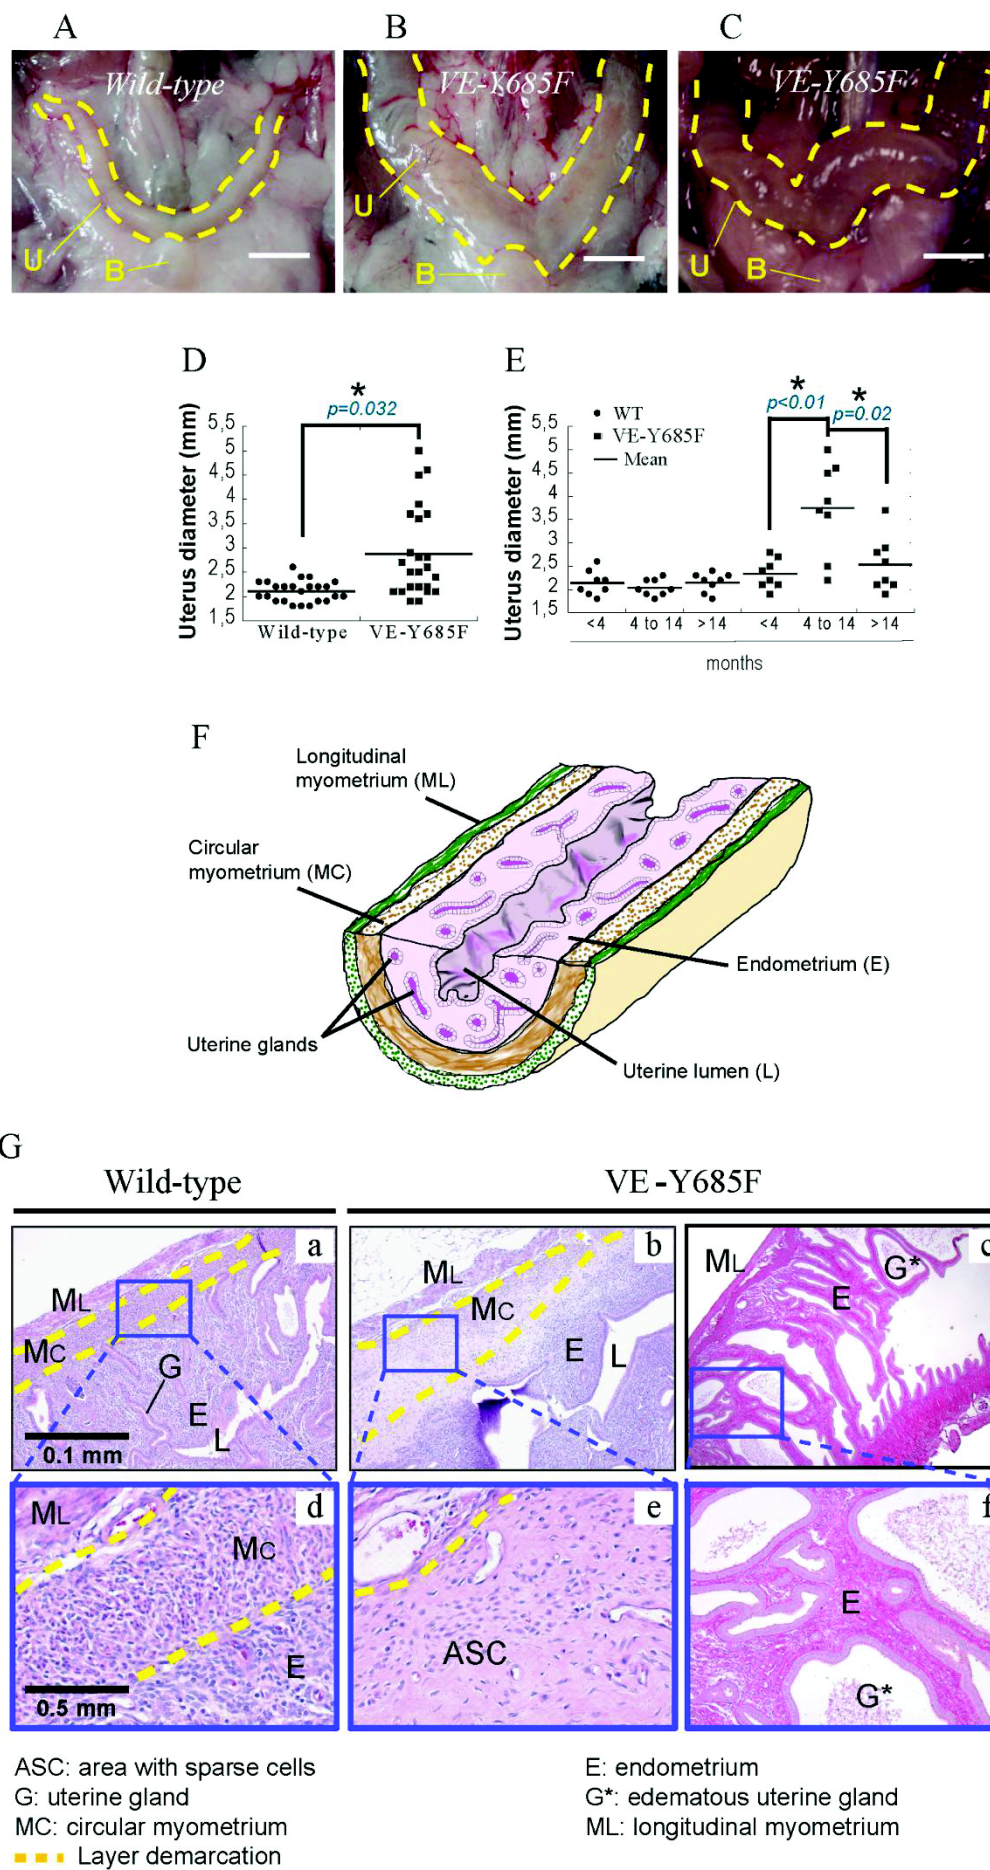 A
B
C
Wild-type
VE-Y685F
VE-Y685F
U
B
U
B
U
B
D
E
*
p=0.032
*
p<0.01
*
p=0.02
Uterus diameter (mm)
5,5
5
4,5
4
3,5
3
2,5
2
1,5
Wild-type
VE-Y685F
Uterus diameter (mm)
5,5
5
4,5
4
3,5
3
2,5
2
1,5
WT
VE-Y685F
Mean
<4
4 to 14
>14
<4
4 to 14
>14
months
F
Longitudinal
myometrium (ML)
Circular
myometrium (MC)
Endometrium (E)
Uterine glands
Uterine lumen (L)
G
Wild-type
VE-Y685F
a
ML
MC
G
E
L
0.1 mm
b
ML
MC
E
L
c
ML
G*
E
d
ML
MC
E
0.5 mm
e
ASC
f
E
G*
ASC: area with sparse cells
G: uterine gland
MC: circular myometrium
Layer demarcation
E: endometrium
G*: edematous uterine gland
ML: longitudinal myometrium